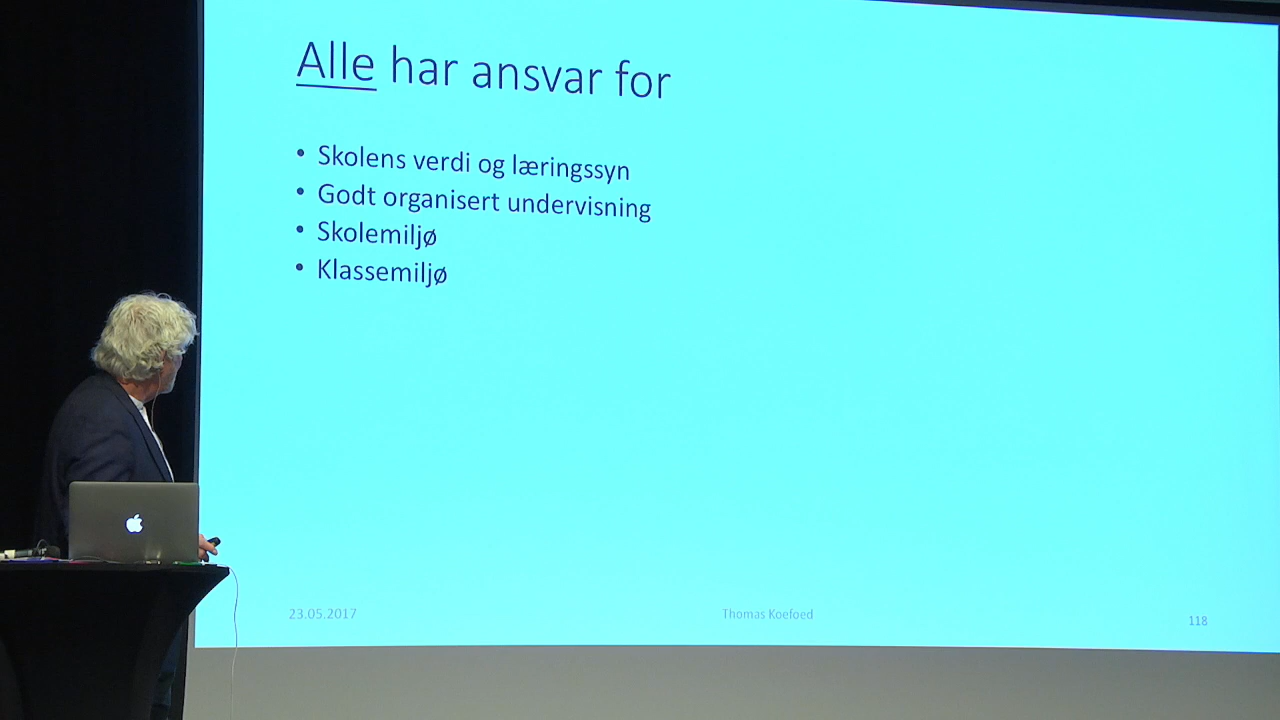 Alle har ansvar for
• Skolens verdi og læringssyn
• Godt organisert undervisning
• Skolemiljø
• Klassemiljø
23.05.2017
Thomas Koefoed
118